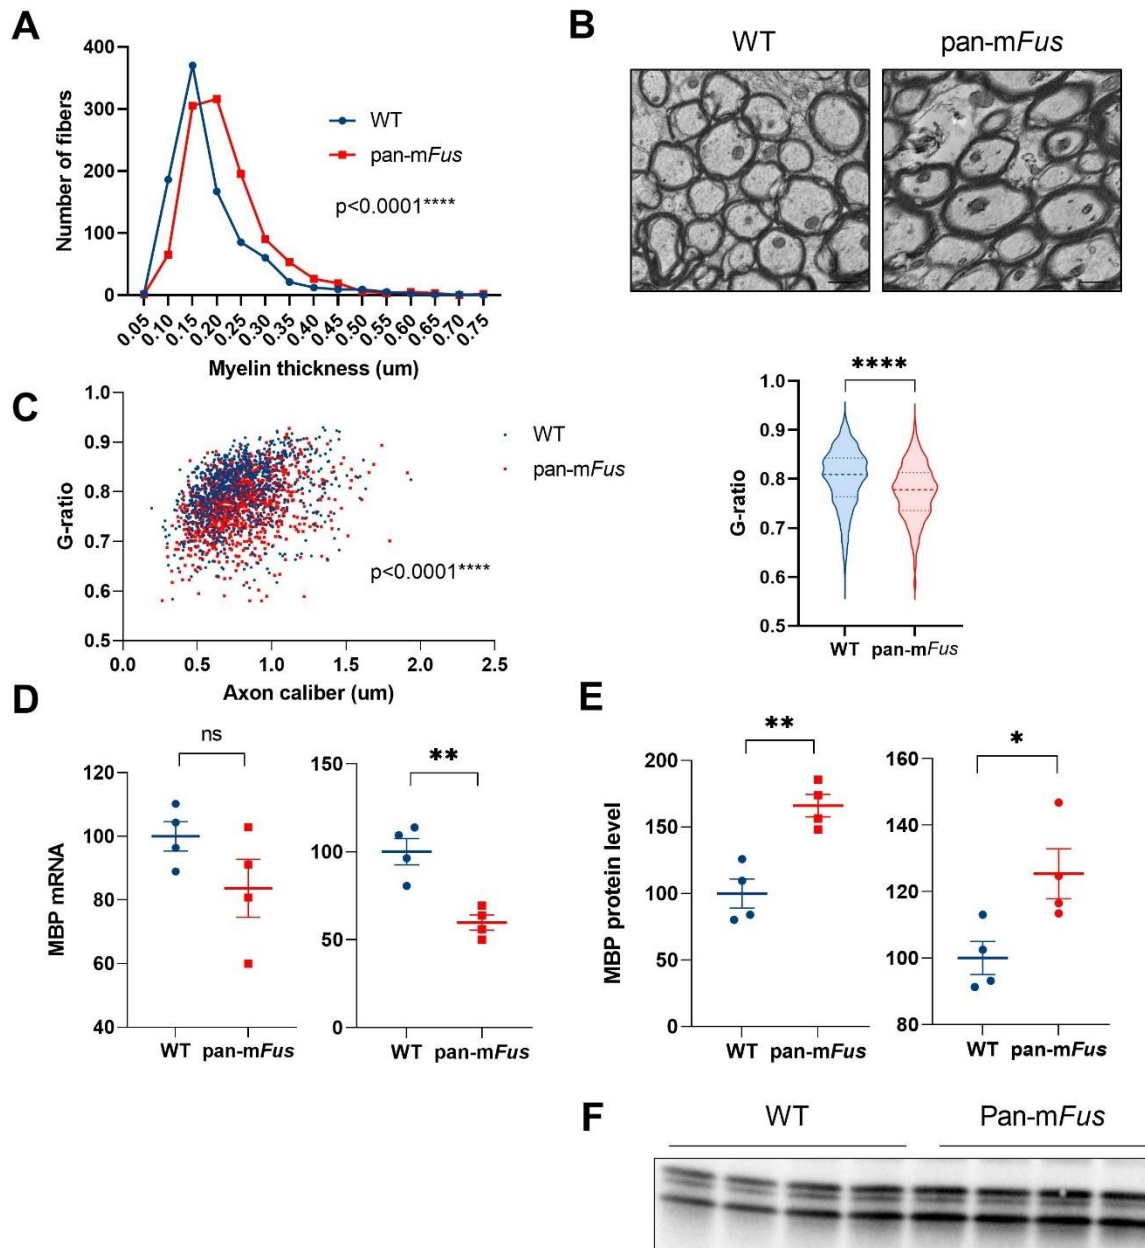 A
Number of fibers
400
300
200
100
0
WT
pan-mFus
p<0.0001****
0.05 0.10 0.15 0.20 0.25 0.30 0.35 0.40 0.45 0.50 0.55 0.60 0.65 0.70 0.75
Myelin thickness (um)
B
WT pan-mFus
C
G-ratio
1.0
0.9
0.8
0.7
0.6
0.5
0.0 0.5 1.0 1.5 2.0 2.5
Axon caliber (um)
WT
pan-mFus
p<0.0001****
****
G-ratio
1.0
0.9
0.8
0.7
0.6
0.5
WT pan-mFus
D
MBP mRNA
ns
120
100
80
60
40
WT pan-mFus
**
150
100
50
0
WT pan-mFus
E
MBP protein level
**
200
150
100
50
0
WT pan-mFus
*
160
140
120
100
80
WT pan-mFus
F
WT Pan-mFus